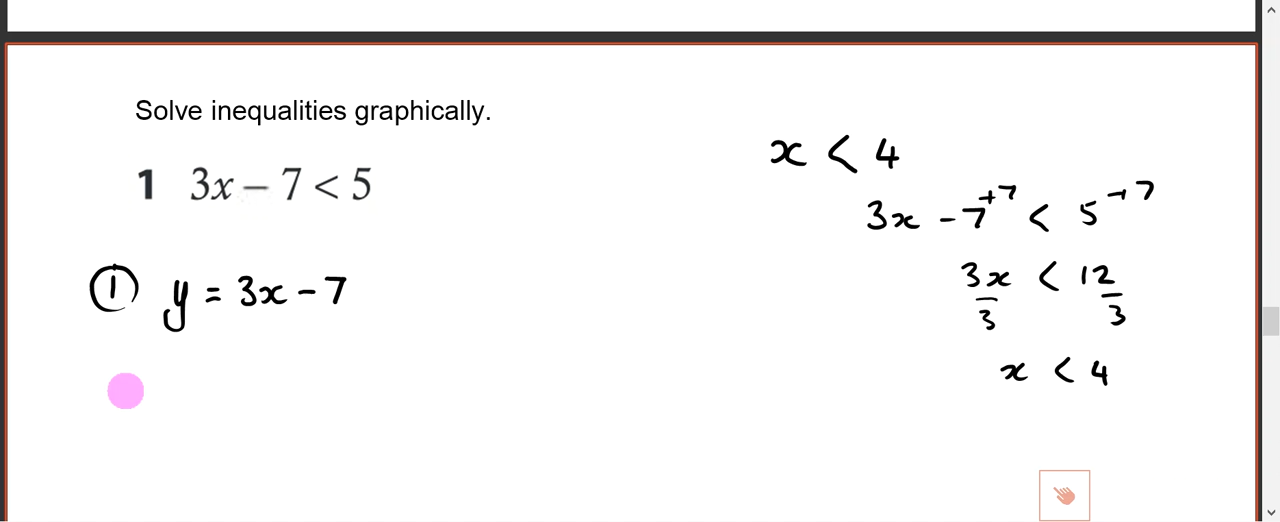 Solve inequalities graphically.
1 3x – 7 < 5
① y = 3x – 7
x < 4
3x – 7 +7 < 5 +7
3x < 12
3 3
x < 4